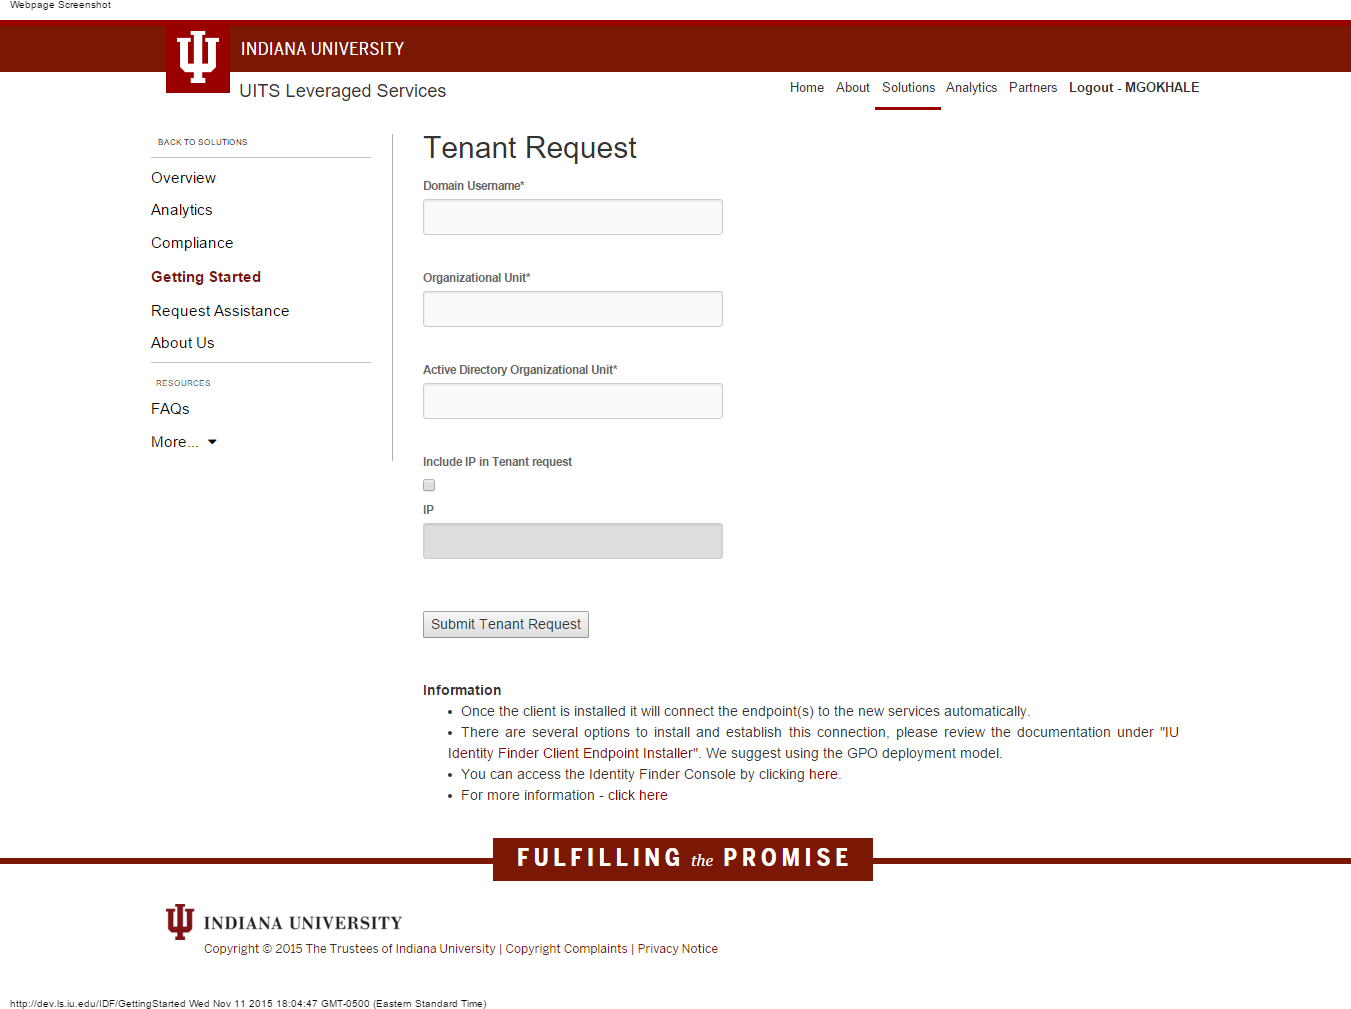 Webpage Screenshot
INDIANA UNIVERSITY
UITS Leveraged Services
Home About Solutions Analytics Partners Logout - MGOKHALE
BACK TO SOLUTIONS
Overview
Analytics
Compliance
Getting Started
Request Assistance
About Us
RESOURCES
FAQs
More...
Tenant Request
Domain Username*
Organizational Unit*
Active Directory Organizational Unit*
Include IP in Tenant request
IP
Submit Tenant Request
Information
• Once the client is installed it will connect the endpoint(s) to the new services automatically.
• There are several options to install and establish this connection, please review the documentation under "IU
Identity Finder Client Endpoint Installer". We suggest using the GPO deployment model.
• You can access the Identity Finder Console by clicking here.
• For more information - click here
FULFILLING the PROMISE
INDIANA UNIVERSITY
Copyright © 2015 The Trustees of Indiana University | Copyright Complaints | Privacy Notice
http://dev.ls.iu.edu/IDF/GettingStarted Wed Nov 11 2015 18:04:47 GMT-0500 (Eastern Standard Time)